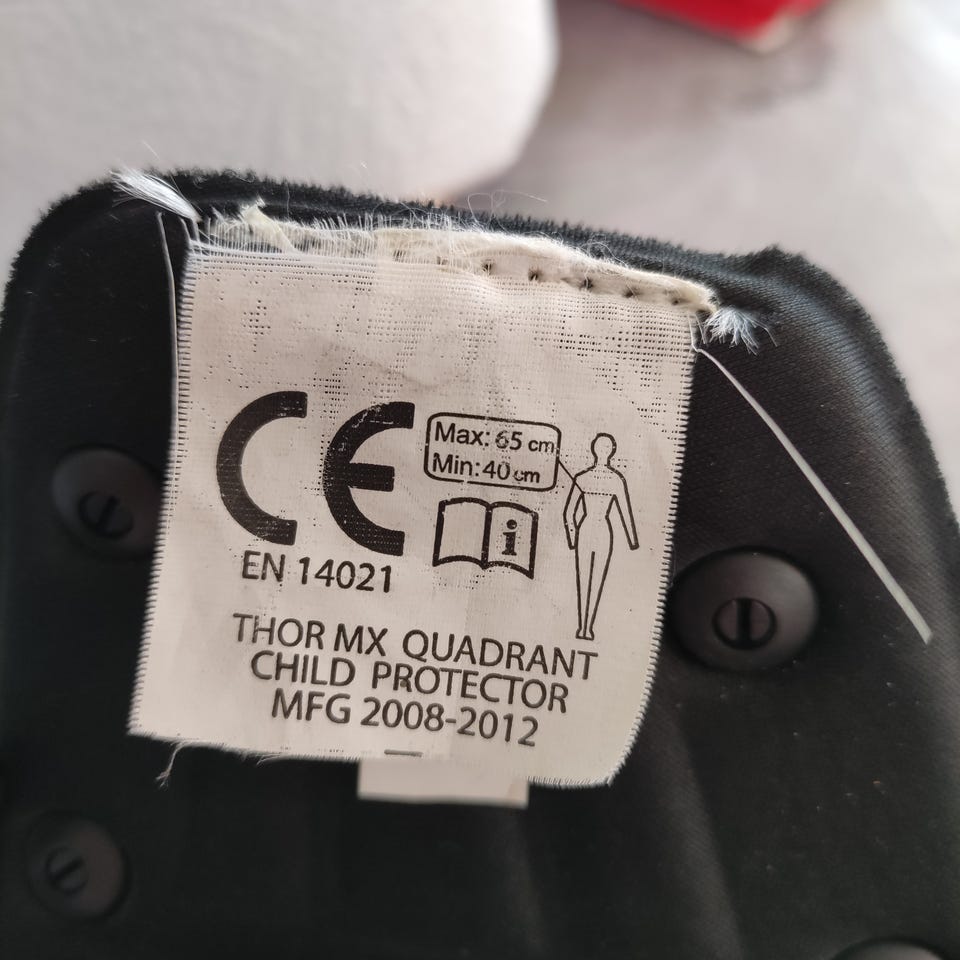 CE
Max: 65 cm
Min: 40 cm
i
EN 14021
THOR MX QUADRANT
CHILD PROTECTOR
MFG 2008-2012